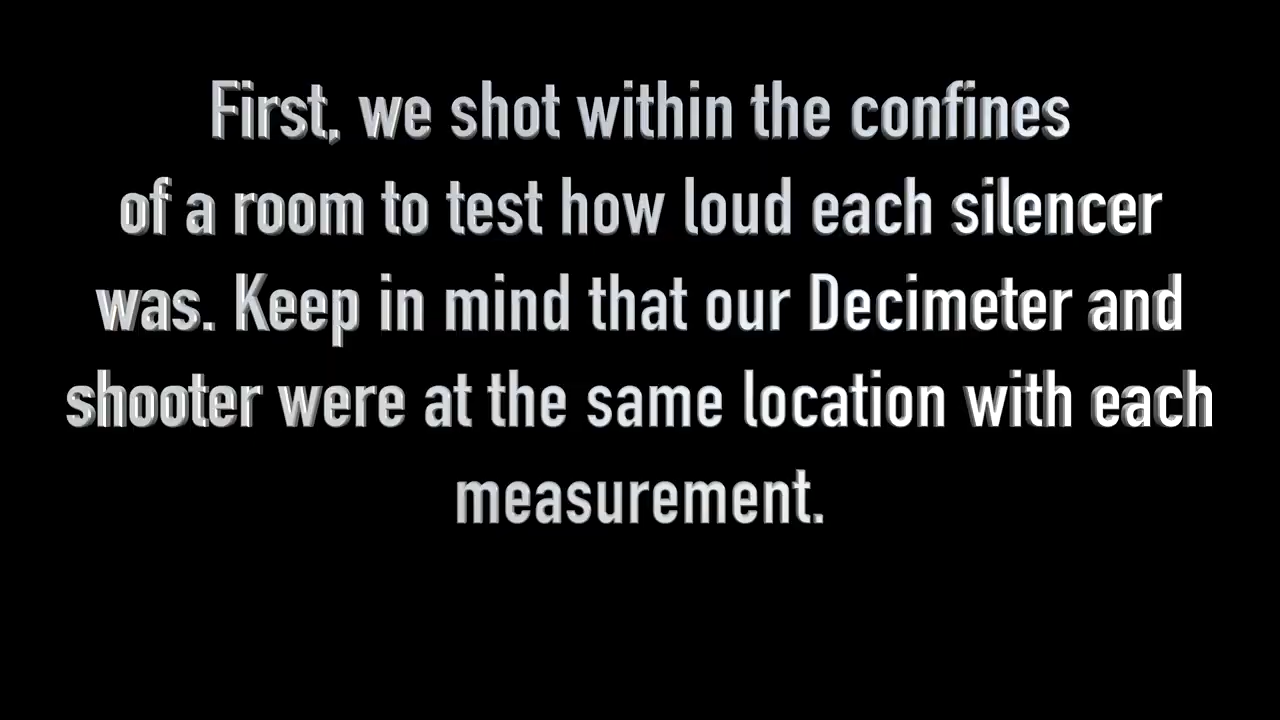 First, we shot within the confines
of a room to test how loud each silencer
was. Keep in mind that our Decimeter and
shooter were at the same location with each
measurement.